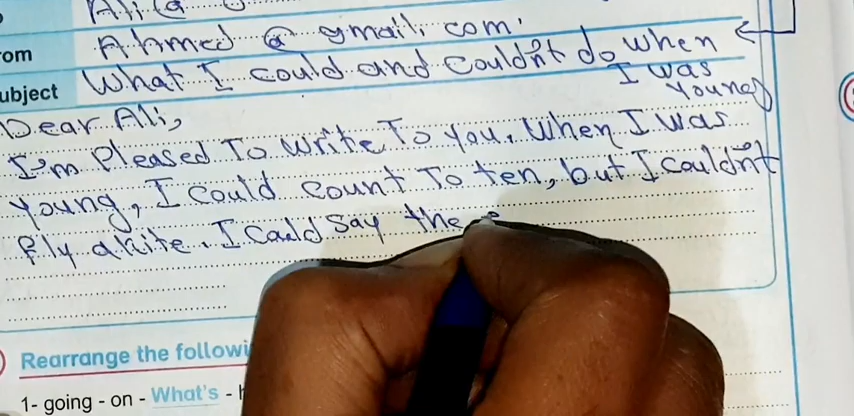 Ali @
om Ahmed @ gmail. com.
ubject What I could and couldn't do when
I was
young
Dear Ali,
I'm Pleased To write To you. When I was
young, I could count To ten, but I couldn't
fly a kite. I could say the
Rearrange the followi
1- going - on - What's -